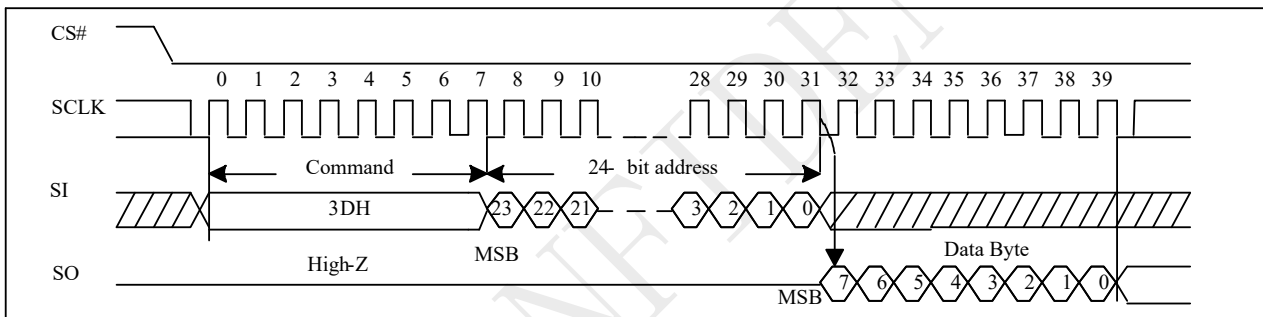 CS#
0 1 2 3 4 5 6 7 8 9 10 28 29 30 31 32 33 34 35 36 37 38 39
SCLK
Command 24- bit address
SI
3DH 23 22 21 3 2 1 0
High-Z MSB Data Byte
SO
MSB 7 6 5 4 3 2 1 0